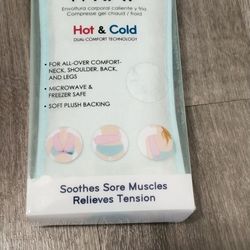 Envoltura corporal caliente y fría
Compresse gel chaud / froid
Hot & Cold
DUAL COMFORT TECHNOLOGY
• FOR ALL-OVER COMFORT-
NECK, SHOULDER, BACK,
AND LEGS
• MICROWAVE &
FREEZER SAFE
• SOFT PLUSH BACKING
Soothes Sore Muscles
Relieves Tension